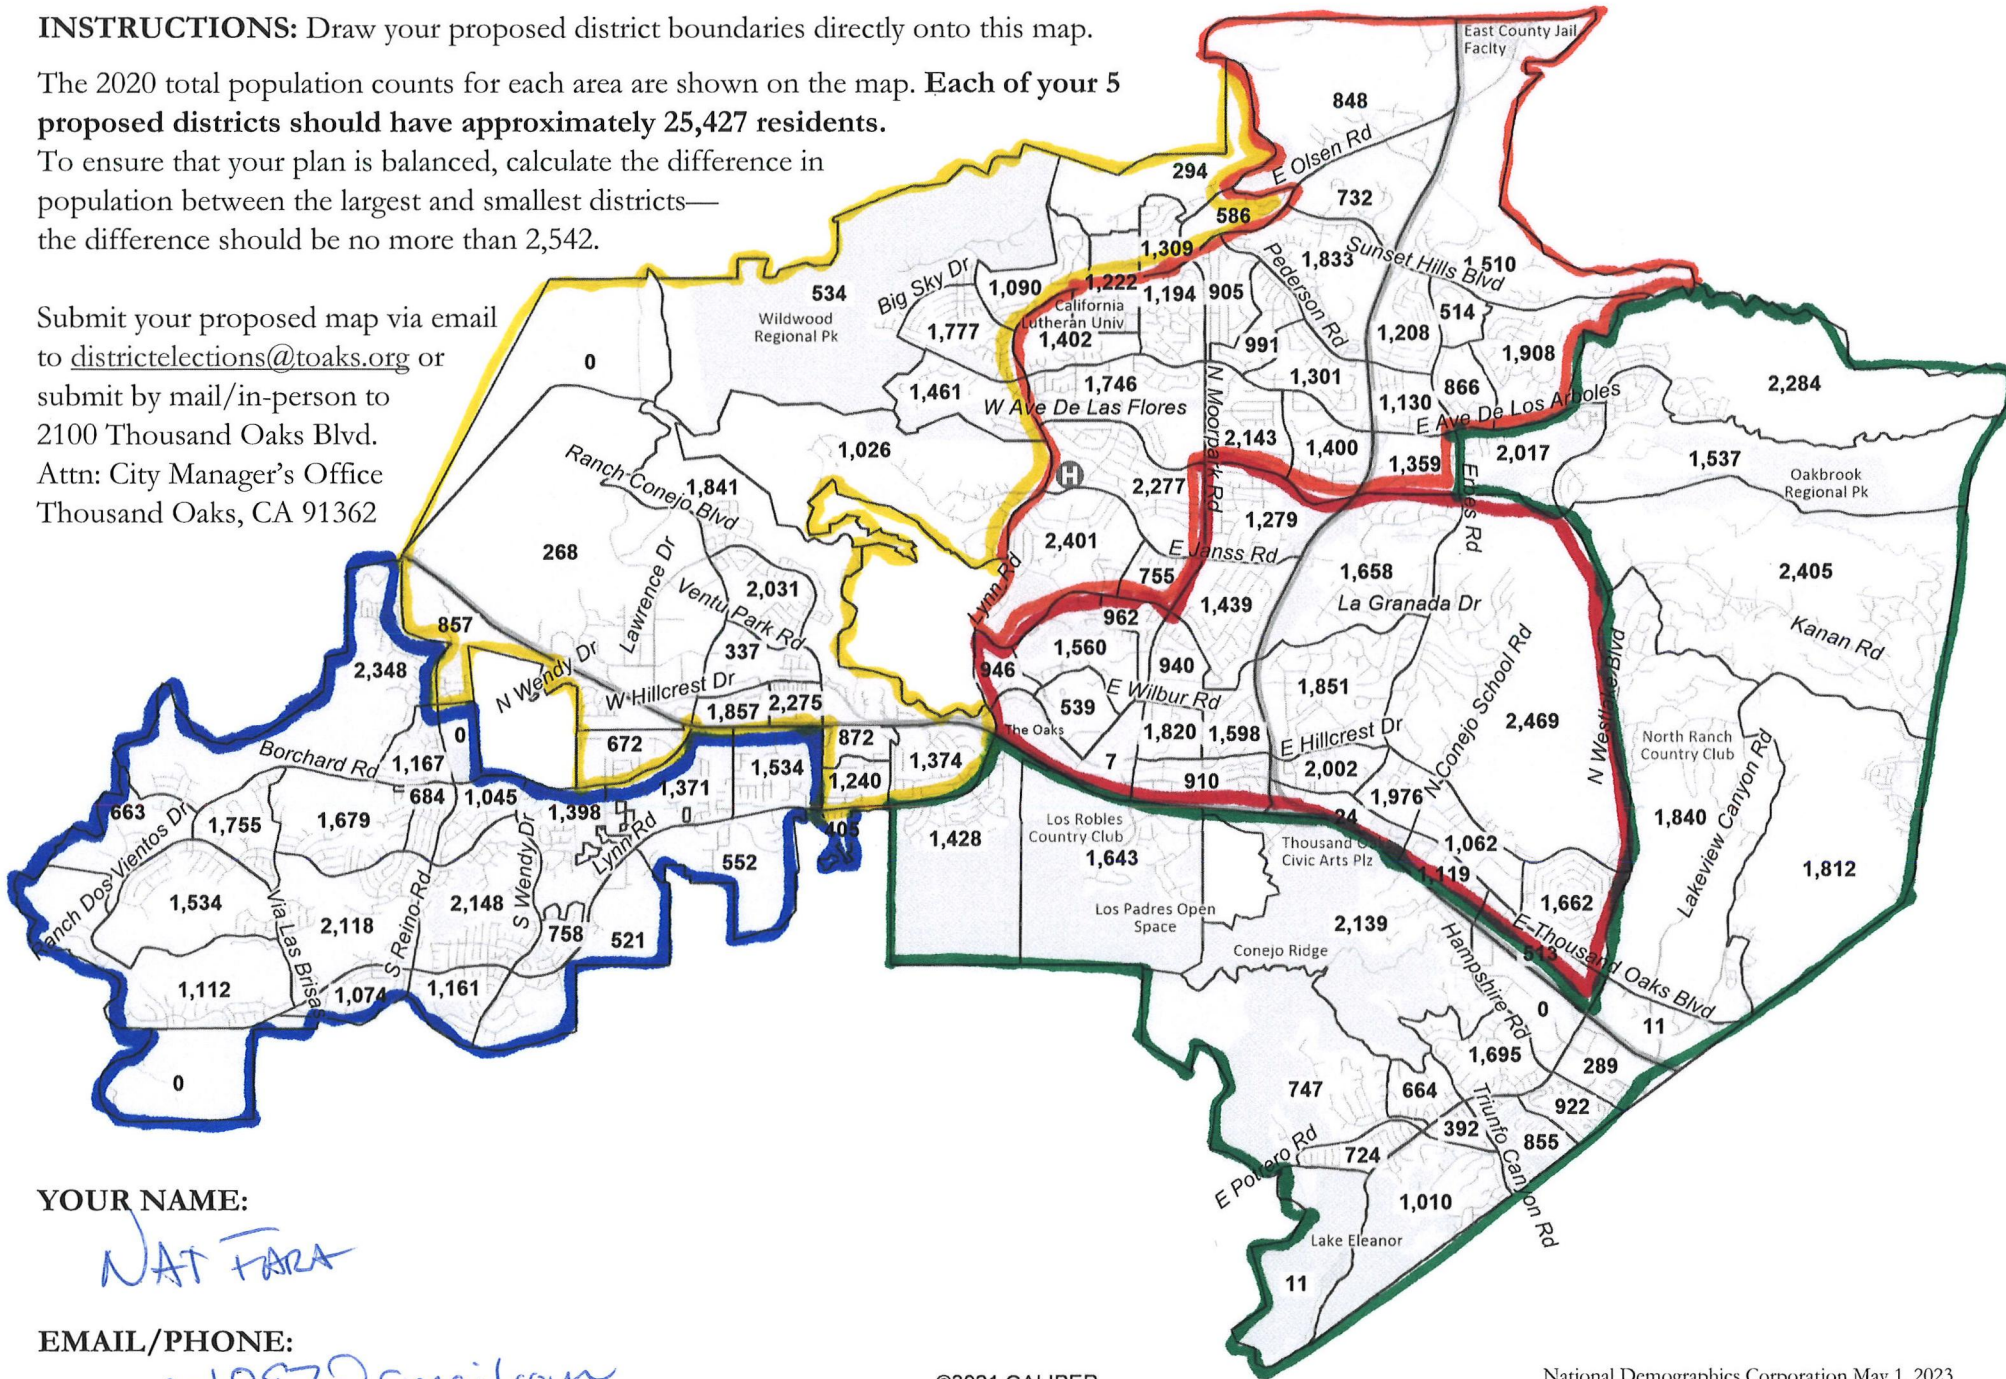 INSTRUCTIONS: Draw your proposed district boundaries directly onto this map.
The 2020 total population counts for each area are shown on the map. Each of your 5
proposed districts should have approximately 25,427 residents.
To ensure that your plan is balanced, calculate the difference in
population between the largest and smallest districts—
the difference should be no more than 2,542.
Submit your proposed map via email
to districtelections@toaks.org or
submit by mail/in-person to
2100 Thousand Oaks Blvd.
Attn: City Manager's Office
Thousand Oaks, CA 91362
East County Jail
Faclty
848
E Olsen Rd
294
732
586
1,309
Pederson Rd
1,833
Sunset Hills Blvd
1,510
534
Wildwood
Regional Pk
Big Sky Dr
1,090
1,222
1,194
905
California
Lutheran Univ
1,402
1,777
514
1,208
991
1,908
0
1,461
1,746
W Ave De Las Flores
N Moorpark Rd
1,301
866
1,130
E Ave De Los Arboles
2,284
1,026
2,143
1,400
1,359
2,017
1,537
Oakbrook
Regional Pk
Ranch Conejo Blvd
1,841
H
2,277
Erbes Rd
268
Lawrence Dr
2,401
1,279
E Janss Rd
2,031
Ventu Park Rd
Lynn Rd
755
1,439
1,658
La Granada Dr
2,405
Kanan Rd
857
337
962
1,560
940
946
2,348
N Wendy Dr
W Hillcrest Dr
1,857
2,275
539
E Wilbur Rd
1,851
N Conejo School Rd
2,469
N Westlake Blvd
The Oaks
1,820
1,598
E Hillcrest Dr
North Ranch
Country Club
Lakeview Canyon Rd
0
672
872
1,374
7
910
2,002
1,976
Borchard Rd
1,167
1,534
1,240
684
1,045
1,398
1,371
0
405
24
663
Ranch Dos Vientos Dr
1,755
1,679
S Wendy Dr
Lynn Rd
552
1,428
Los Robles
Country Club
1,643
Thousand Oaks
Civic Arts Plz
1,062
1,119
1,840
1,812
1,534
Via Las Brisas
2,118
S Reino Rd
2,148
758
521
Los Padres Open
Space
2,139
Conejo Ridge
Hampshire Rd
1,662
E Thousand Oaks Blvd
513
1,112
1,074
1,161
0
11
0
1,695
289
747
664
Triunfo Canyon Rd
922
392
855
E Potrero Rd
724
1,010
Lake Eleanor
11
YOUR NAME:
NAT FARA
EMAIL/PHONE:
©2021 CALIPER
National Demographics Corporation May 1, 2023